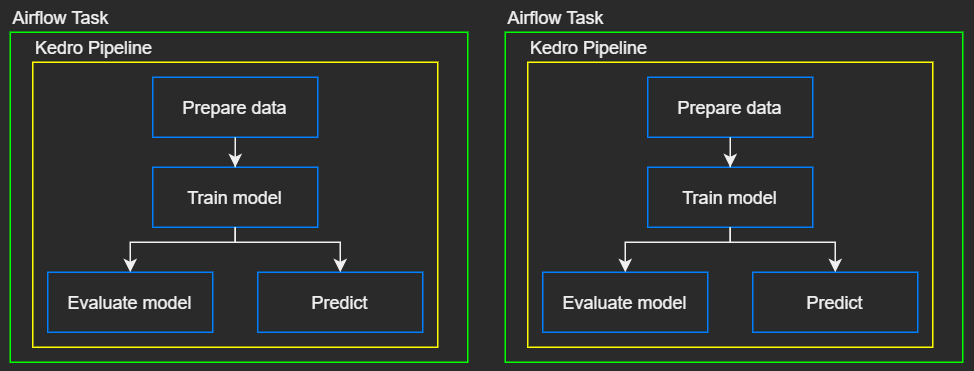 Airflow Task
Kedro Pipeline
Prepare data
Train model
Evaluate model
Predict
Airflow Task
Kedro Pipeline
Prepare data
Train model
Evaluate model
Predict